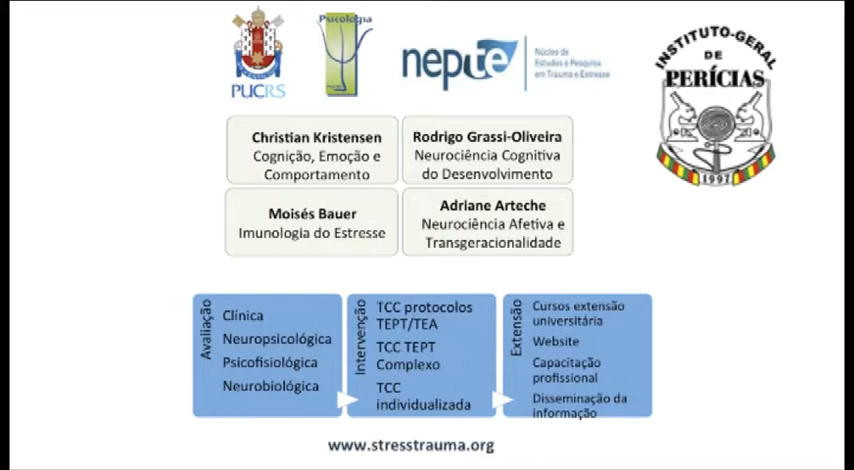 PUCRS
Psicologia
nepte
Núcleo de
Estudos e Pesquisa
em Trauma e Estresse
INSTITUTO-GERAL
DE
PERÍCIAS
1997
Christian Kristensen
Cognição, Emoção e
Comportamento
Rodrigo Grassi-Oliveira
Neurociência Cognitiva
do Desenvolvimento
Moisés Bauer
Imunologia do Estresse
Adriane Arteche
Neurociência Afetiva e
Transgeracionalidade
Avaliação
Clínica
Neuropsicológica
Psicofisiológica
Neurobiológica
Intervenção
TCC protocolos
TEPT/TEA
TCC TEPT
Complexo
TCC
individualizada
Extensão
Cursos extensão
universitária
Website
Capacitação
profissional
Disseminação da
informação
www.stresstrauma.org